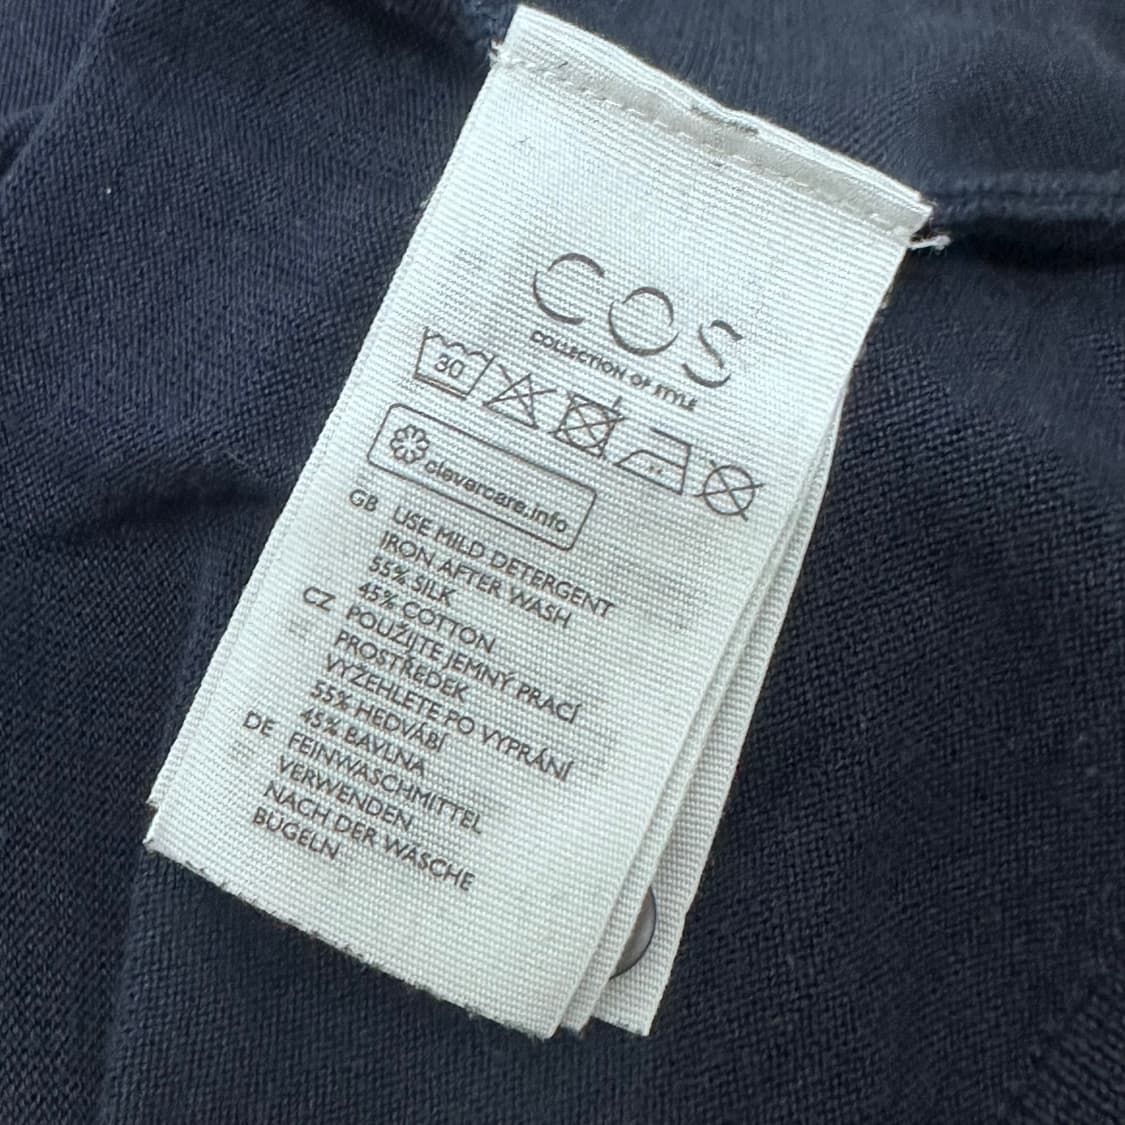 COS
COLLECTION OF STYLE
30
clevercare.info
GB USE MILD DETERGENT
IRON AFTER WASH
55% SILK
45% COTTON
CZ POUŽIJTE JEMNÝ PRACÍ
PROSTŘEDEK
VYŽEHLETE PO VYPRÁNÍ
55% HEDVÁBÍ
45% BAVLNA
DE FEINWASCHMITTEL
VERWENDEN
NACH DER WÄSCHE
BÜGELN